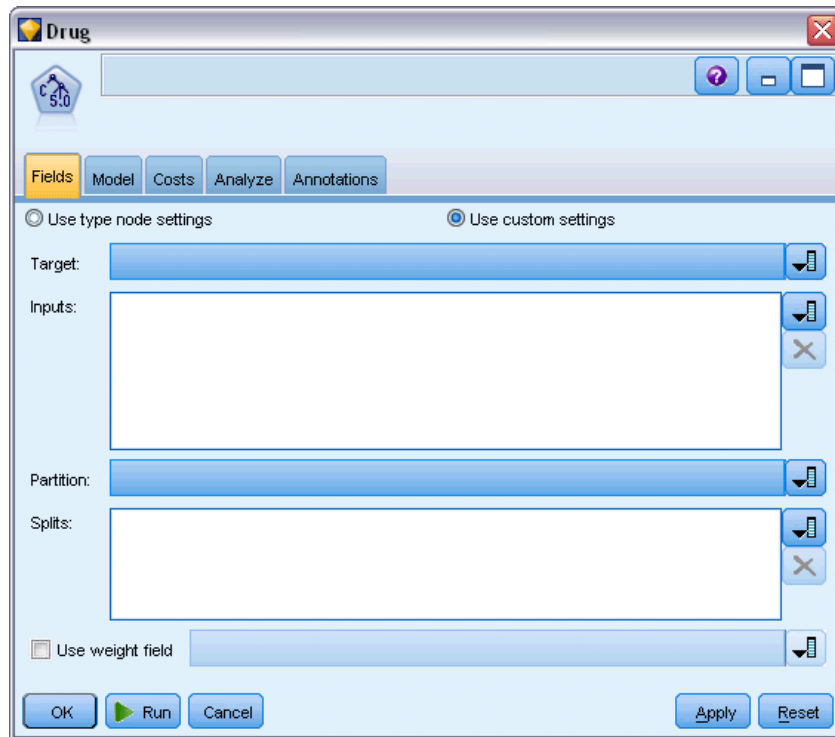 Drug
C5.0
Fields Model Costs Analyze Annotations
Use type node settings Use custom settings
Target:
Inputs:
Partition:
Splits:
Use weight field
OK Run Cancel Apply Reset